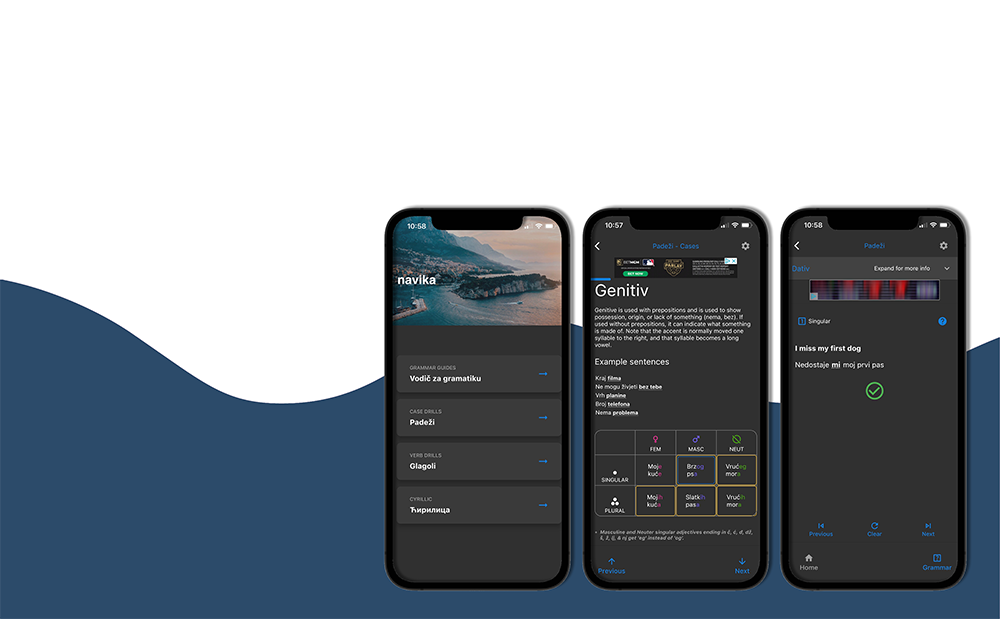 10:58
navika
GRAMMAR GUIDES
Vodič za gramatiku
CASE DRILLS
Padeži
VERB DRILLS
Glagoli
CYRILLIC
Ћирилица
10:57
Padeži - Cases
BETMGM
PARLAY
BET NOW
Genitiv
Genitive is used with prepositions and is used to show
possession, origin, or lack of something (nema, bez). If
used without prepositions, it can indicate what something
is made of. Note that the accent is normally moved one
syllable to the right, and that syllable becomes a long
vowel.
Example sentences
Kraj filma
Ne mogu živjeti bez tebe
Vrh planine
Broj telefona
Nema problema
FEM MASC NEUT
SINGULAR
Moje kuće
Brzog psa
Vrućeg mora
PLURAL
Mojih kuća
Slatkih pasa
Vrućih mora
• Masculine and Neuter singular adjectives ending in č, ć, d, dž,
š, ž, lj, & nj get 'eg' instead of 'og'.
Previous Next
10:58
Padeži
Dativ Expand for more info
1 Singular ?
I miss my first dog
Nedostaje mi moj prvi pas
Previous Clear Next
Home Grammar